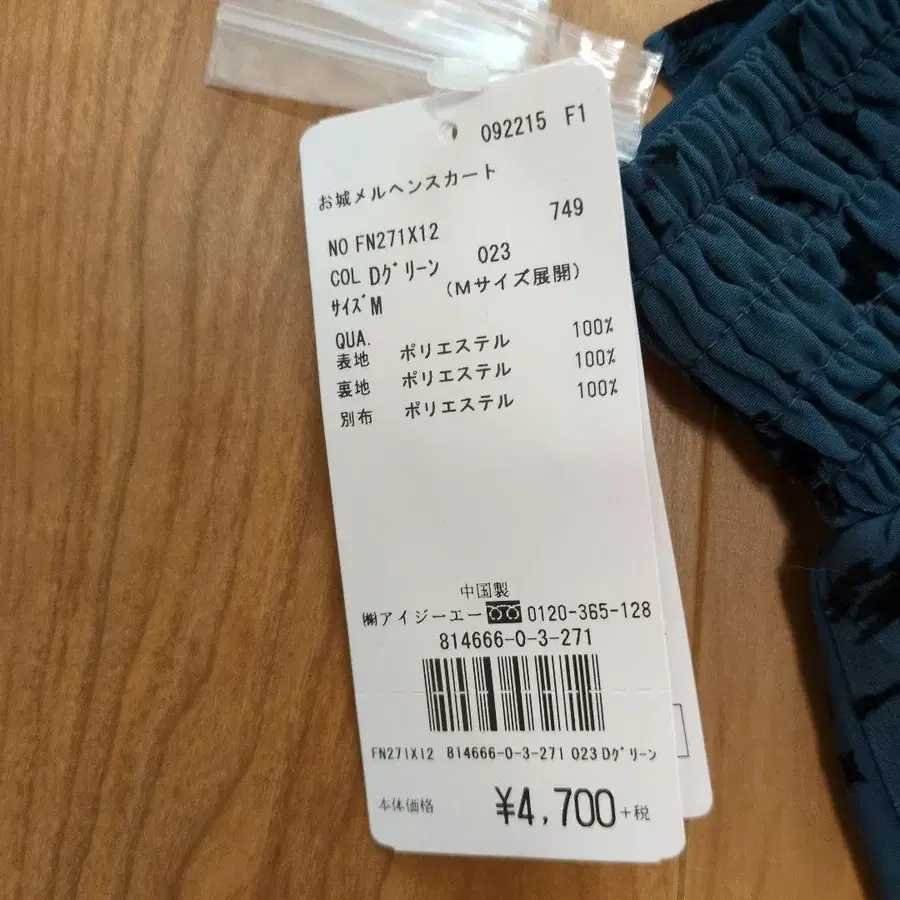 092215 F1
お城メルヘンスカート
NO FN271X12 749
COL Dグリーン 023
サイズ M (Mサイズ展開)
QUA.
表地 ポリエステル 100%
裏地 ポリエステル 100%
別布 ポリエステル 100%
中国製
㈱アイジーエー 0120-365-128
814666-0-3-271
FN271X12 814666-0-3-271 023 Dグリーン
本体価格 ¥4,700+税